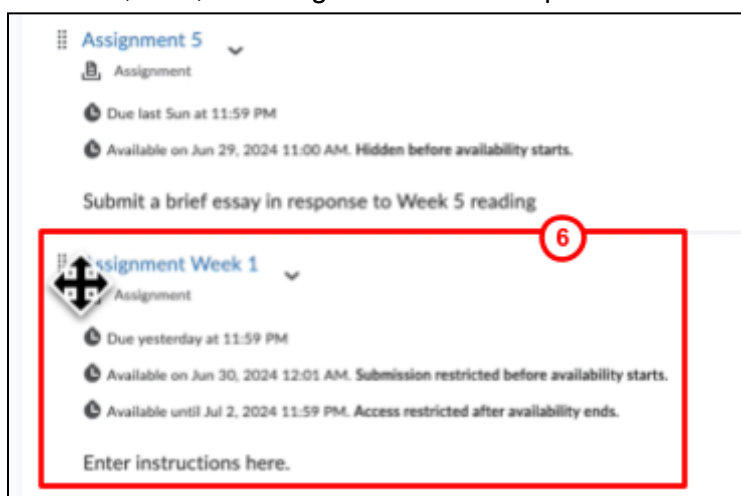 Assignment 5
Assignment
Due last Sun at 11:59 PM
Available on Jun 29, 2024 11:00 AM. Hidden before availability starts.
Submit a brief essay in response to Week 5 reading
6
ssignment Week 1
Assignment
Due yesterday at 11:59 PM
Available on Jun 30, 2024 12:01 AM. Submission restricted before availability starts.
Available until Jul 2, 2024 11:59 PM. Access restricted after availability ends.
Enter instructions here.